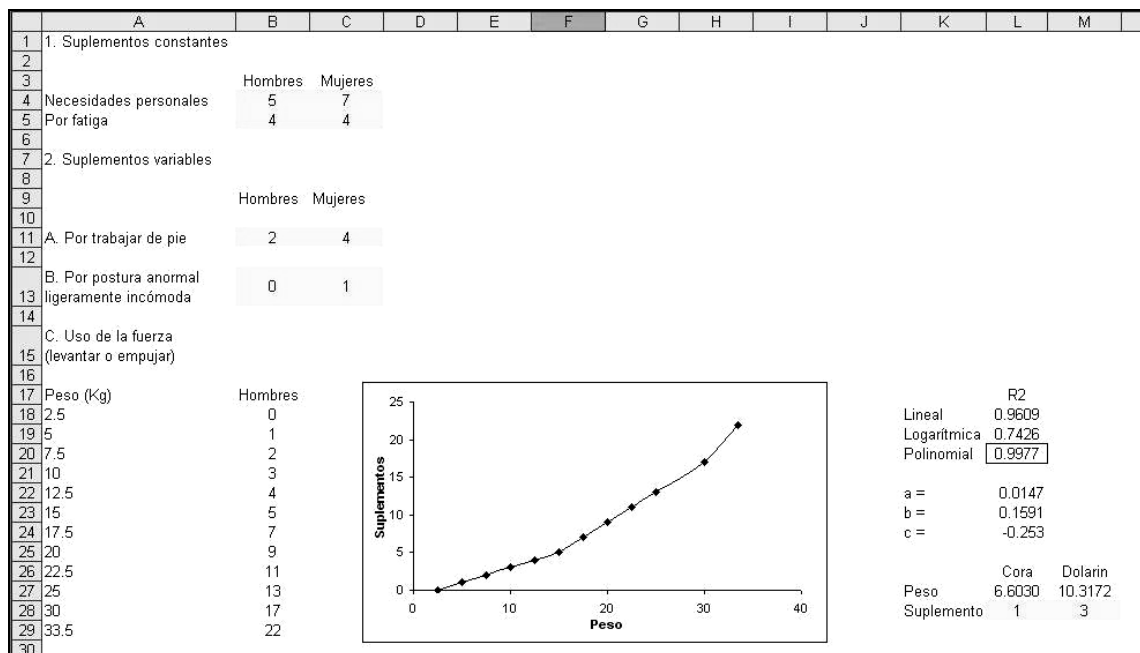 A B C D E F G H I J K L M
1 1. Suplementos constantes
2
3 Hombres Mujeres
4 Necesidades personales 5 7
5 Por fatiga 4 4
6
7 2. Suplementos variables
8
9 Hombres Mujeres
10
11 A. Por trabajar de pie 2 4
12
B. Por postura anormal
13 ligeramente incómoda 0 1
14
C. Uso de la fuerza
15 (levantar o empujar)
16
17 Peso (Kg) Hombres R2
18 2.5 0 Lineal 0.9609
19 5 1 Logarítmica 0.7426
20 7.5 2 Polinomial 0.9977
21 10 3
22 12.5 4 a = 0.0147
23 15 5 b = 0.1591
24 17.5 7 c = -0.253
25 20 9
26 22.5 11 Cora Dolarin
27 25 13 Peso 6.6030 10.3172
28 30 17 Suplemento 1 3
29 33.5 22
30
25
20
15
10
5
0
Suplementos
0 10 20 30 40
Peso